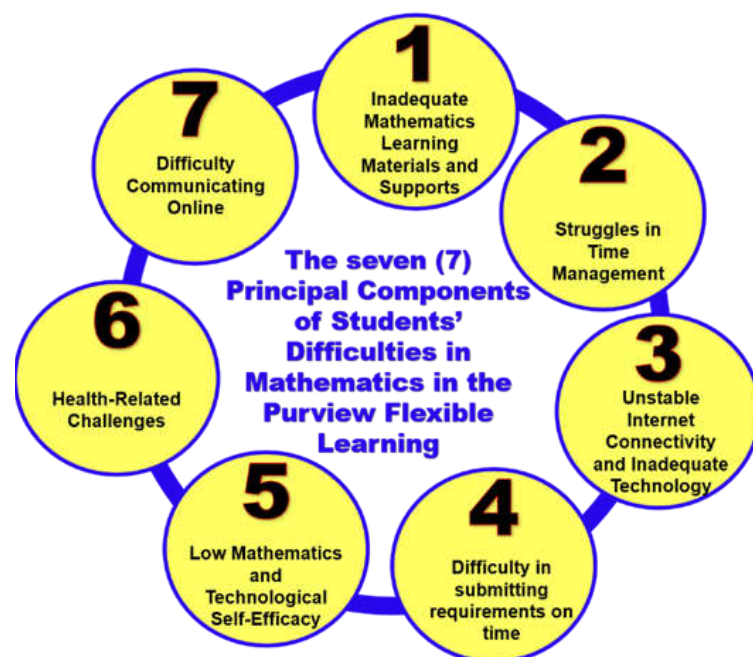 The seven (7)
Principal Components
of Students'
Difficulties in
Mathematics in the
Purview Flexible
Learning
1
Inadequate
Mathematics
Learning
Materials and
Supports
2
Struggles in
Time
Management
3
Unstable
Internet
Connectivity
and Inadequate
Technology
4
Difficulty in
submitting
requirements on
time
5
Low Mathematics
and
Technological
Self-Efficacy
6
Health-Related
Challenges
7
Difficulty
Communicating
Online